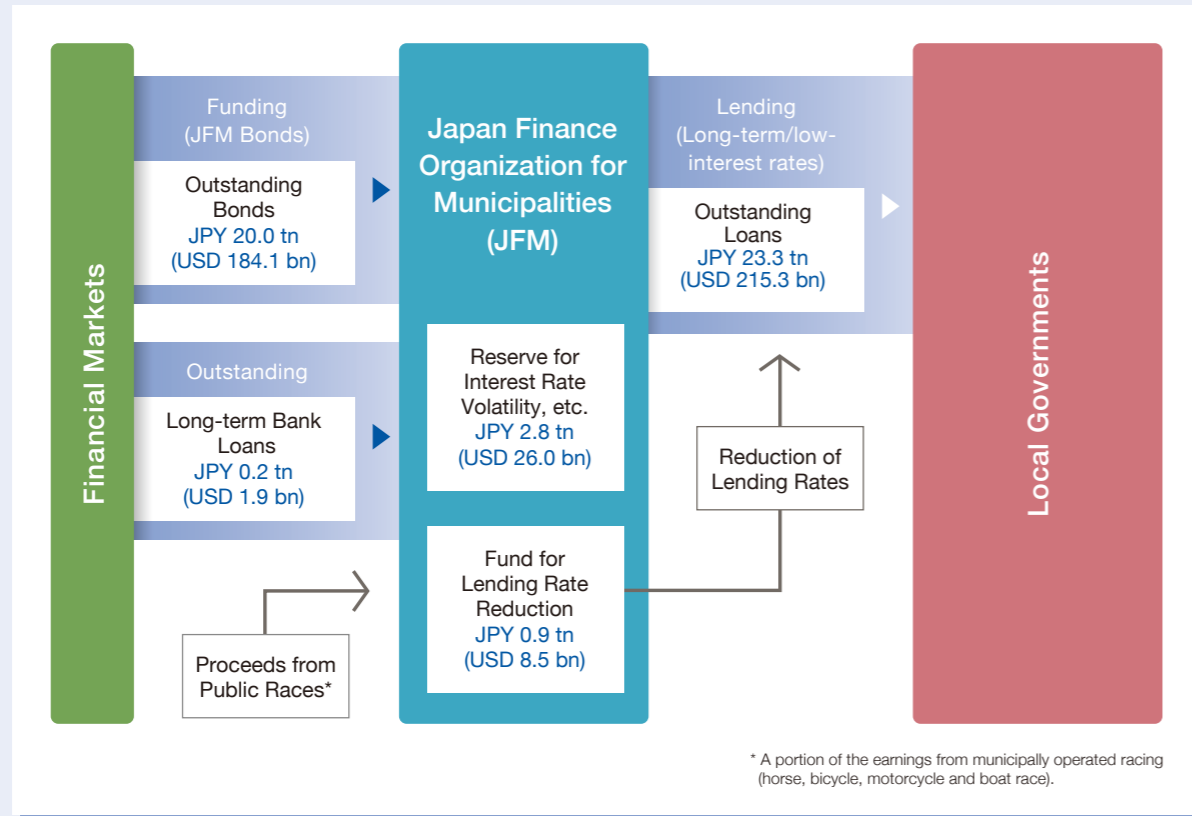 Financial Markets
Funding
(JFM Bonds)
Outstanding
Bonds
JPY 20.0 tn
(USD 184.1 bn)
Outstanding
Long-term Bank
Loans
JPY 0.2 tn
(USD 1.9 bn)
Proceeds from
Public Races*
Japan Finance
Organization for
Municipalities
(JFM)
Reserve for
Interest Rate
Volatility, etc.
JPY 2.8 tn
(USD 26.0 bn)
Fund for
Lending Rate
Reduction
JPY 0.9 tn
(USD 8.5 bn)
Lending
(Long-term/low-
interest rates)
Outstanding
Loans
JPY 23.3 tn
(USD 215.3 bn)
Reduction of
Lending Rates
Local Governments
* A portion of the earnings from municipally operated racing
(horse, bicycle, motorcycle and boat race).